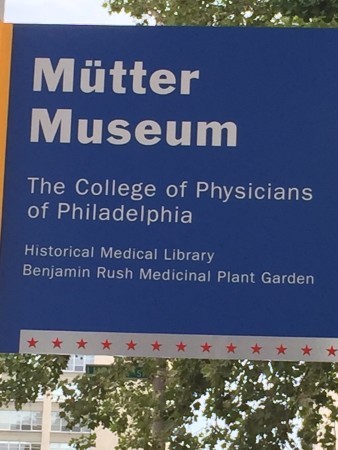 Mütter
Museum
The College of Physicians
of Philadelphia
Historical Medical Library
Benjamin Rush Medicinal Plant Garden